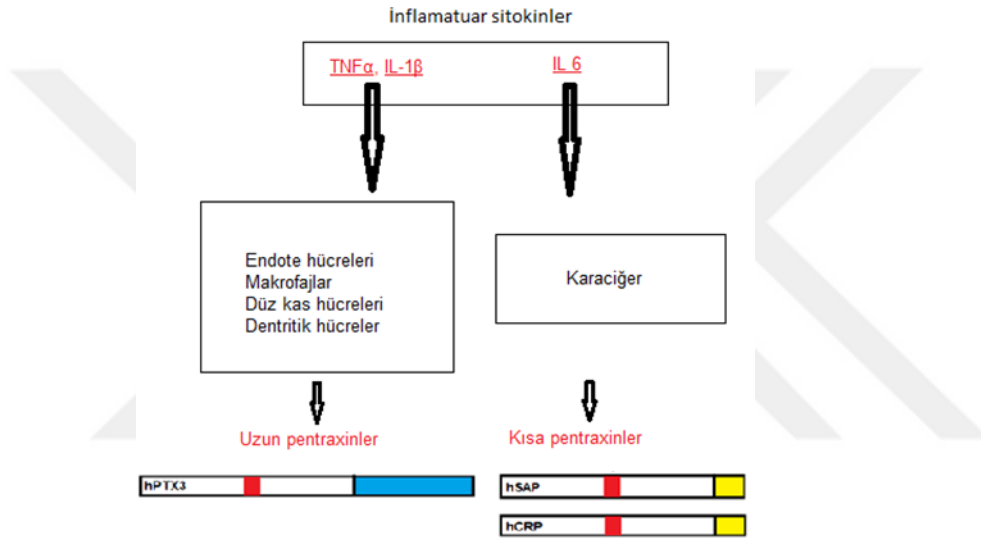 İnflamatuar sitokinler
TNFα, IL-1β
IL 6
Endote hücreleri
Makrofajlar
Düz kas hücreleri
Dentritik hücreler
Karaciğer
Uzun pentraxinler
Kısa pentraxinler
hPTX3
hSAP
hCRP